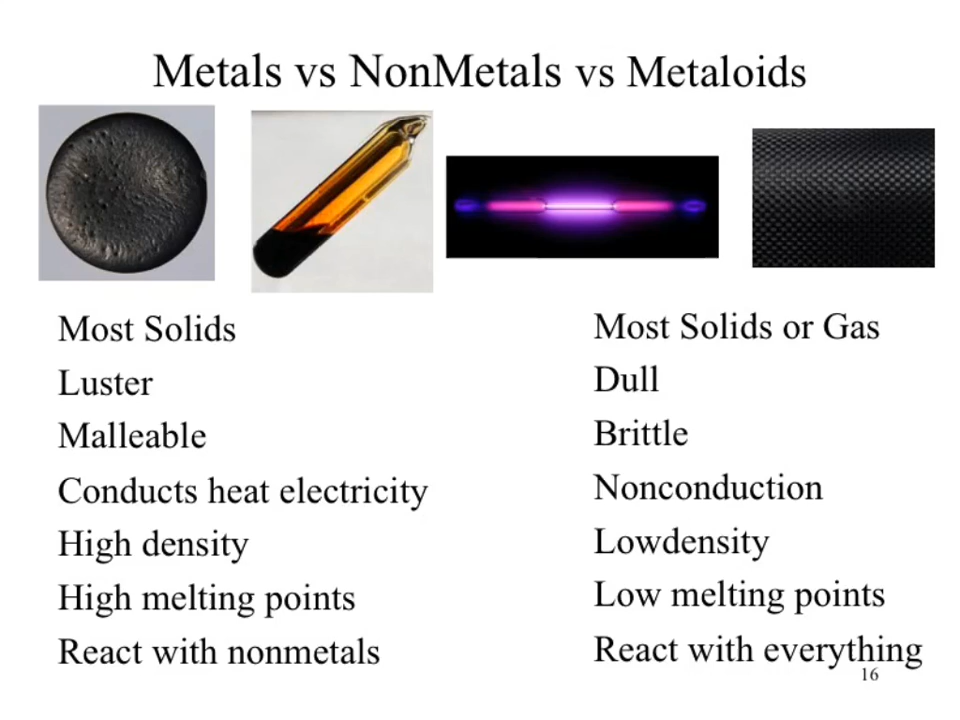 Metals vs NonMetals vs Metaloids
Most Solids
Luster
Malleable
Conducts heat electricity
High density
High melting points
React with nonmetals
Most Solids or Gas
Dull
Brittle
Nonconduction
Lowdensity
Low melting points
React with everything
16